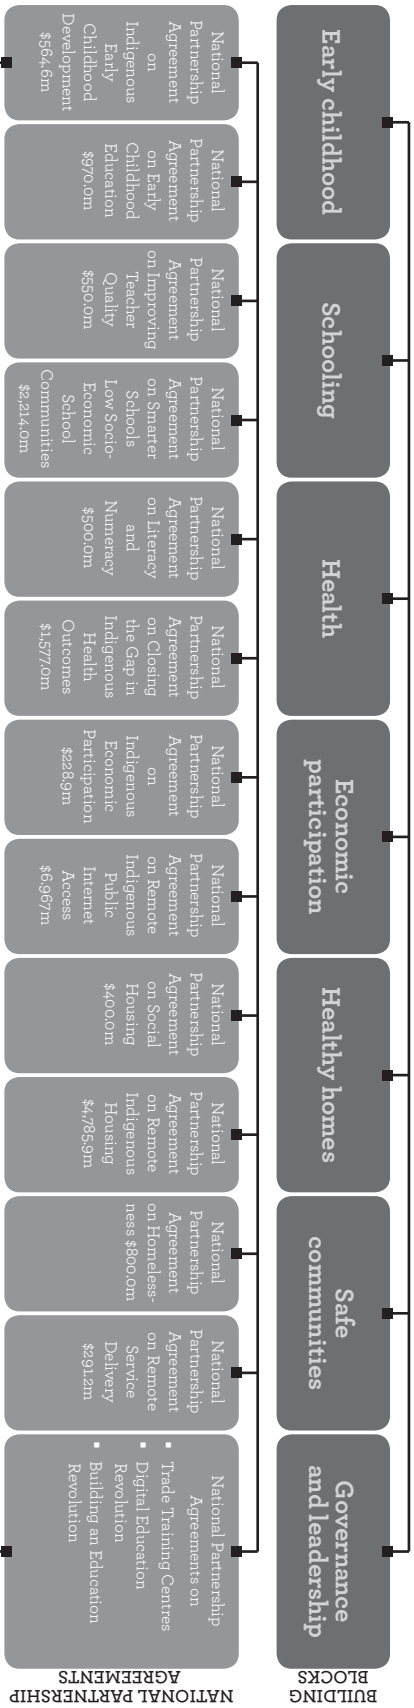 BUILDING
BLOCKS
Early childhood
Schooling
Health
Economic
participation
Healthy homes
Safe
communities
Governance
and leadership
NATIONAL PARTNERSHIP
AGREEMENTS
National
Partnership
Agreement
on
Indigenous
Early
Childhood
Development
$564.6m
National
Partnership
Agreement
on Early
Childhood
Education
$970.0m
National
Partnership
Agreement
on Improving
Teacher
Quality
$550.0m
National
Partnership
Agreement
on Smarter
Schools
Low Socio-
Economic
School
Communities
$2,214.0m
National
Partnership
Agreement
on Literacy
and
Numeracy
$500.0m
National
Partnership
Agreement
on Closing
the Gap in
Indigenous
Health
Outcomes
$1,577.0m
National
Partnership
Agreement
on
Indigenous
Economic
Participation
$228.9m
National
Partnership
Agreement
on Remote
Indigenous
Public
Internet
Access
$6.967m
National
Partnership
Agreement
on Social
Housing
$400.0m
National
Partnership
Agreement
on Remote
Indigenous
Housing
$4,785.9m
National
Partnership
Agreement
on Homeless-
ness $800.0m
National
Partnership
Agreement
on Remote
Service
Delivery
$291.2m
National Partnership
Agreements on
▪ Trade Training Centres
▪ Digital Education
Revolution
▪ Building an Education
Revolution